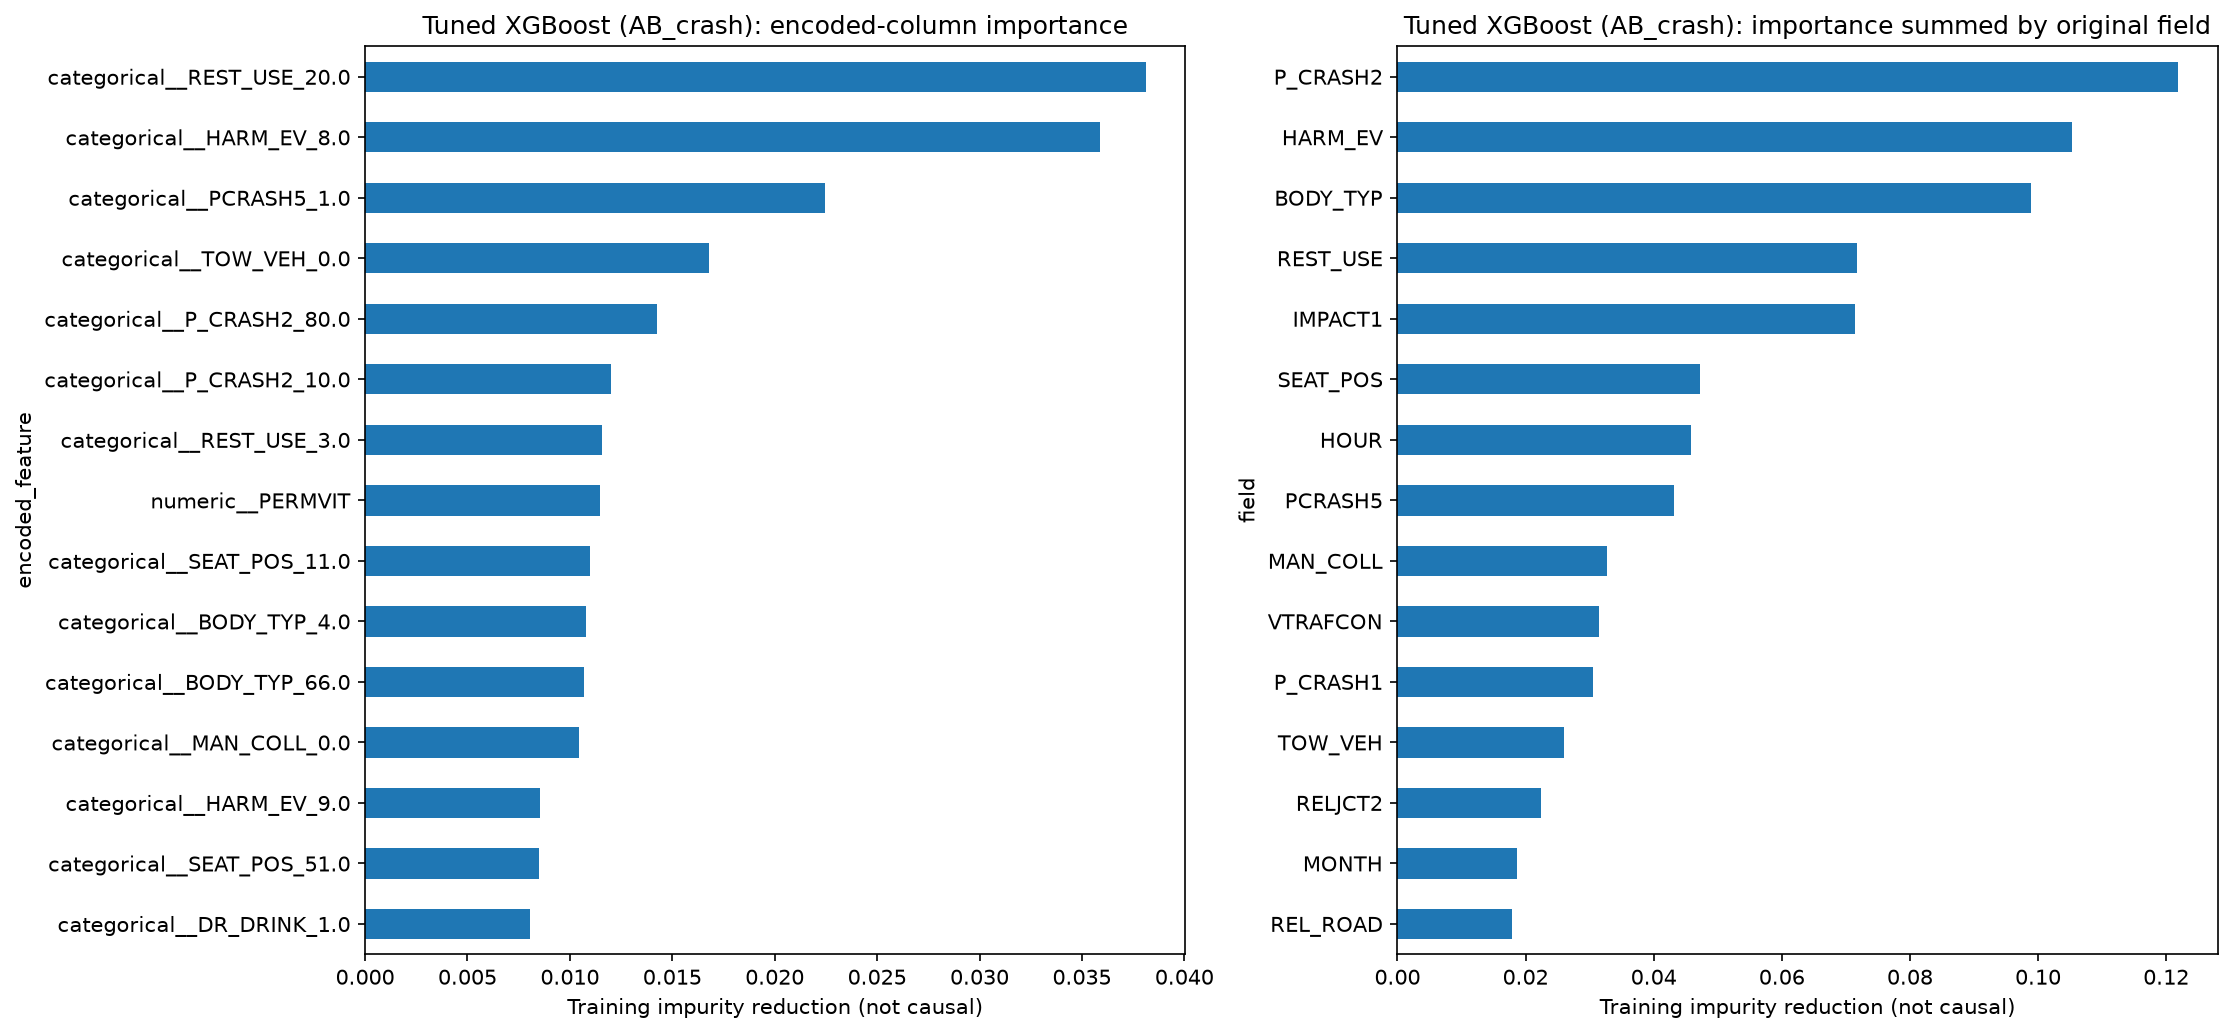 Tuned XGBoost (AB_crash): encoded-column importance
encoded_feature
categorical__REST_USE_20.0
categorical__HARM_EV_8.0
categorical__PCRASH5_1.0
categorical__TOW_VEH_0.0
categorical__P_CRASH2_80.0
categorical__P_CRASH2_10.0
categorical__REST_USE_3.0
numeric__PERMVIT
categorical__SEAT_POS_11.0
categorical__BODY_TYP_4.0
categorical__BODY_TYP_66.0
categorical__MAN_COLL_0.0
categorical__HARM_EV_9.0
categorical__SEAT_POS_51.0
categorical__DR_DRINK_1.0
0.000 0.005 0.010 0.015 0.020 0.025 0.030 0.035 0.040
Training impurity reduction (not causal)
Tuned XGBoost (AB_crash): importance summed by original field
field
P_CRASH2
HARM_EV
BODY_TYP
REST_USE
IMPACT1
SEAT_POS
HOUR
PCRASH5
MAN_COLL
VTRAFCON
P_CRASH1
TOW_VEH
RELJCT2
MONTH
REL_ROAD
0.00 0.02 0.04 0.06 0.08 0.10 0.12
Training impurity reduction (not causal)